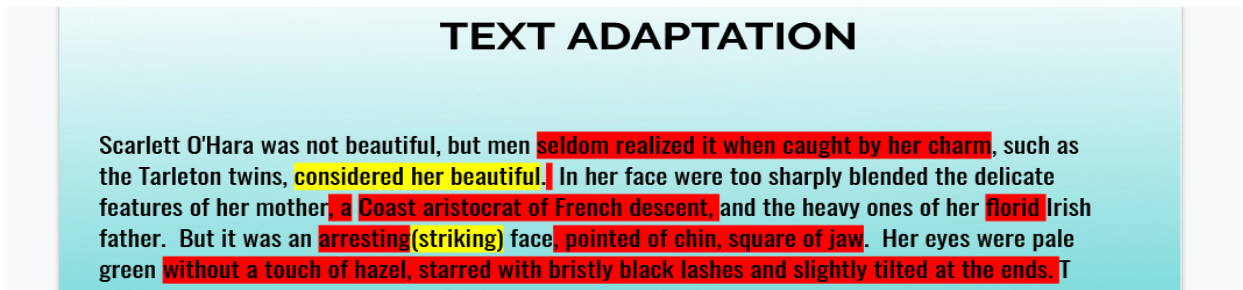 TEXT ADAPTATION
Scarlett O'Hara was not beautiful, but men seldom realized it when caught by her charm, such as
the Tarleton twins, considered her beautiful.. In her face were too sharply blended the delicate
features of her mother, a Coast aristocrat of French descent, and the heavy ones of her florid Irish
father.  But it was an arresting(striking) face, pointed of chin, square of jaw.  Her eyes were pale
green without a touch of hazel, starred with bristly black lashes and slightly tilted at the ends. T